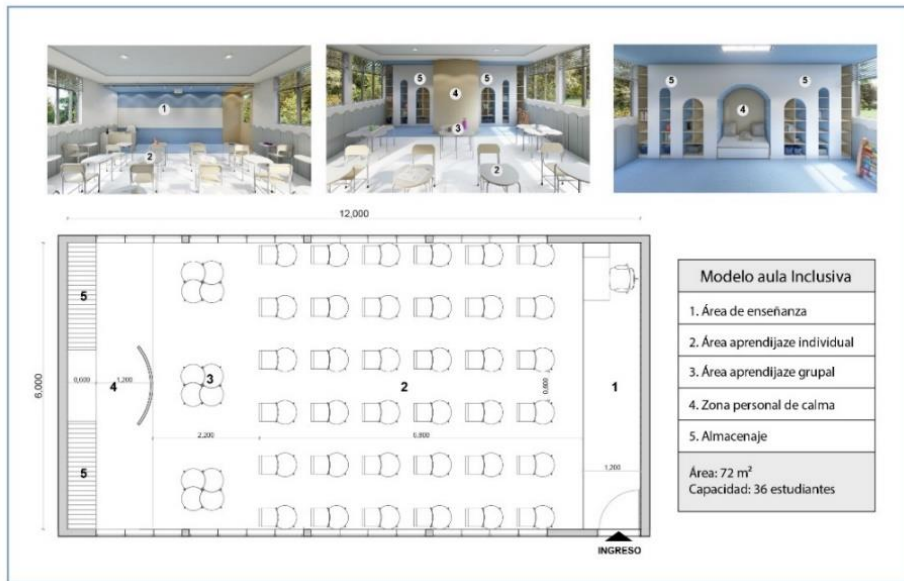 1
2
5
5
4
3
2
5
5
4
12,000
6,000
5
3
4
0,600
1,200
2
0,600
1
2,200
6,800
5
1,200
INGRESO
Modelo aula Inclusiva
1. Área de enseñanza
2. Área aprendijaze individual
3. Área aprendijaze grupal
4. Zona personal de calma
5. Almacenaje
Área: 72 m²
Capacidad: 36 estudiantes